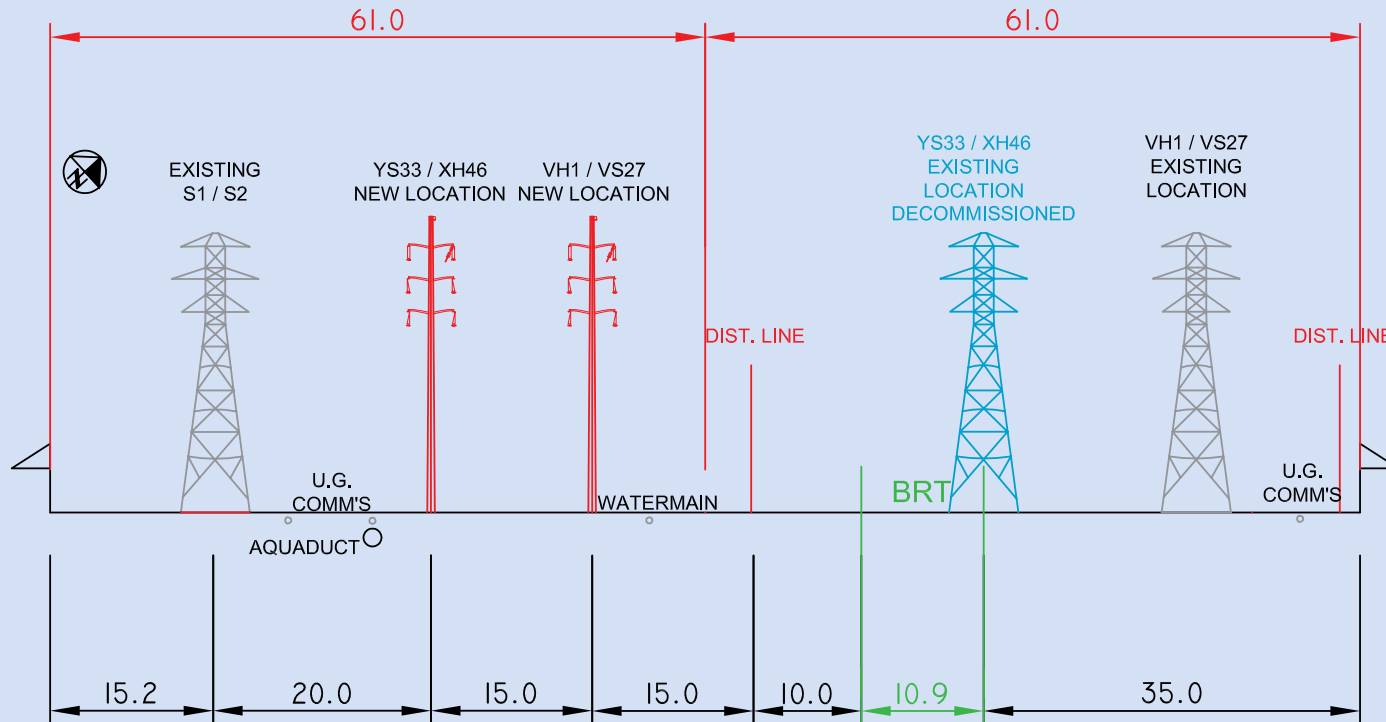 61.0
61.0
EXISTING
S1 / S2
YS33 / XH46
NEW LOCATION
VH1 / VS27
NEW LOCATION
YS33 / XH46
EXISTING
LOCATION
DECOMMISSIONED
VH1 / VS27
EXISTING
LOCATION
DIST. LINE
DIST. LINE
U.G.
COMM'S
AQUADUCT
WATERMAIN
BRT
U.G.
COMM'S
15.2
20.0
15.0
15.0
10.0
10.9
35.0